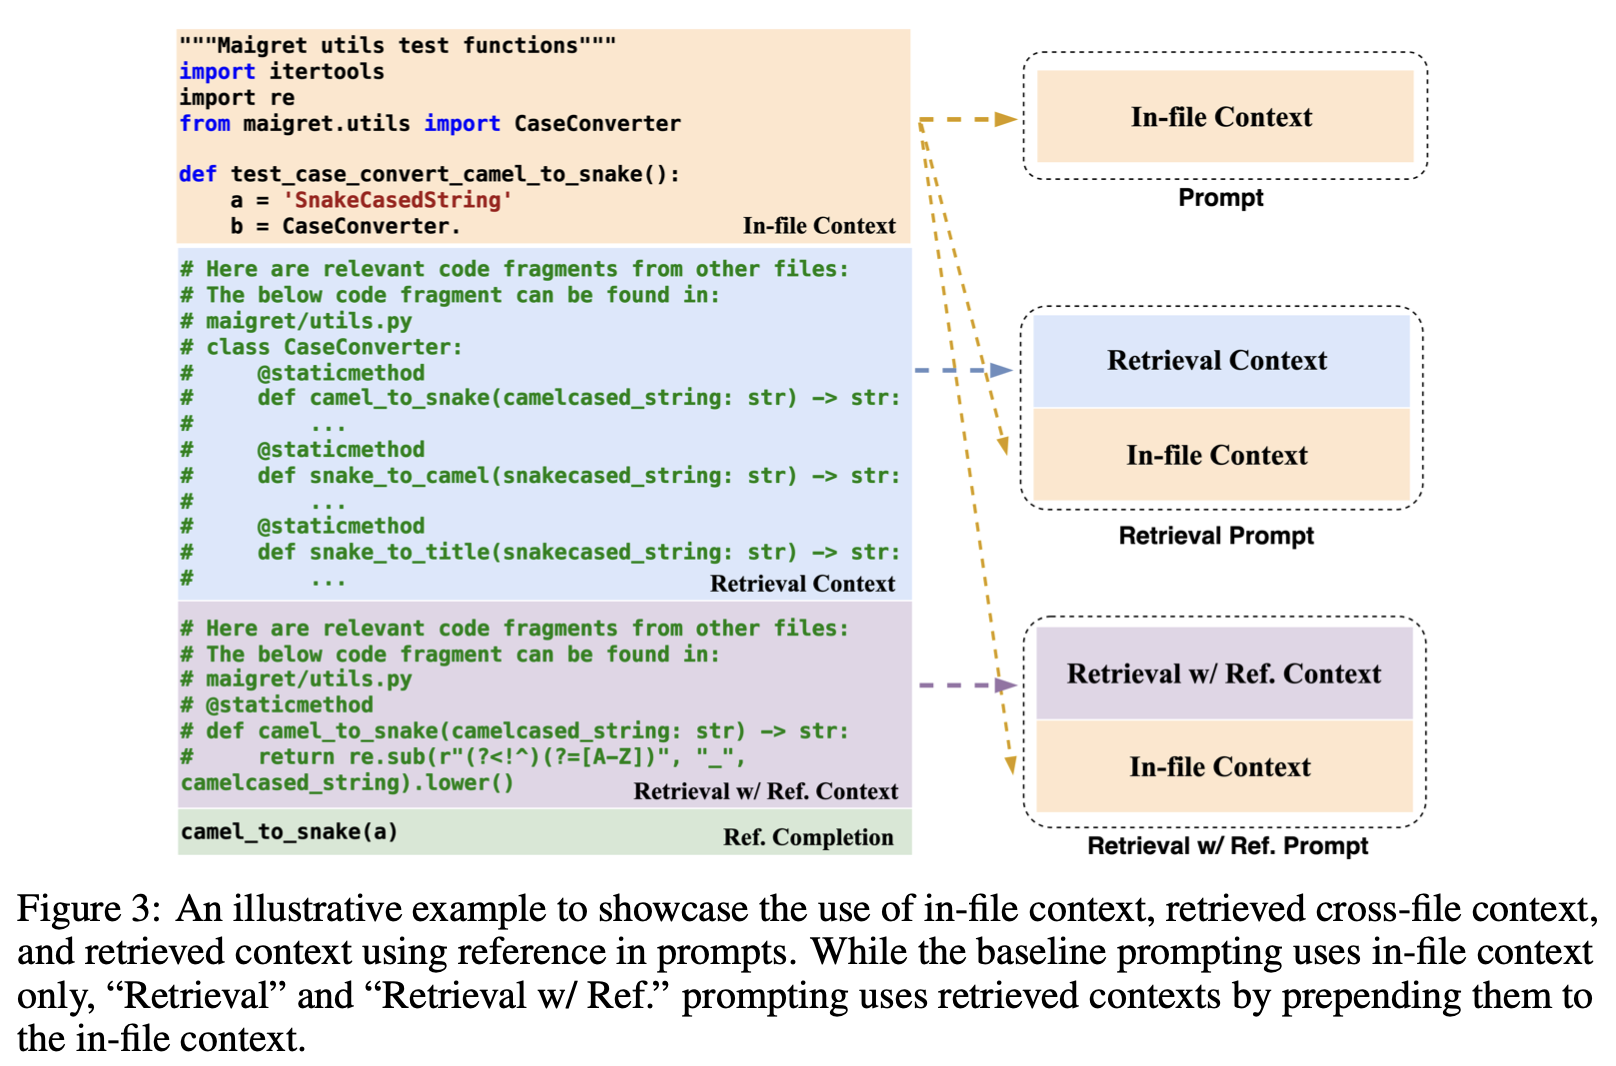 """Maigret utils test functions"""
import itertools
import re
from maigret.utils import CaseConverter
def test_case_convert_camel_to_snake():
    a = 'SnakeCasedString'
    b = CaseConverter.
In-file Context
# Here are relevant code fragments from other files:
# The below code fragment can be found in:
# maigret/utils.py
# class CaseConverter:
#     @staticmethod
#     def camel_to_snake(camelcased_string: str) -> str:
#         ...
#     @staticmethod
#     def snake_to_camel(snakecased_string: str) -> str:
#         ...
#     @staticmethod
#     def snake_to_title(snakecased_string: str) -> str:
#         ...
Retrieval Context
# Here are relevant code fragments from other files:
# The below code fragment can be found in:
# maigret/utils.py
# @staticmethod
# def camel_to_snake(camelcased_string: str) -> str:
#     return re.sub(r"(?<!^)(?=[A-Z])", "_",
camelcased_string).lower()
Retrieval w/ Ref. Context
camel_to_snake(a)
Ref. Completion
In-file Context
Prompt
Retrieval Context
In-file Context
Retrieval Prompt
Retrieval w/ Ref. Context
In-file Context
Retrieval w/ Ref. Prompt
Figure 3: An illustrative example to showcase the use of in-file context, retrieved cross-file context,
and retrieved context using reference in prompts. While the baseline prompting uses in-file context
only, “Retrieval” and “Retrieval w/ Ref.” prompting uses retrieved contexts by prepending them to
the in-file context.